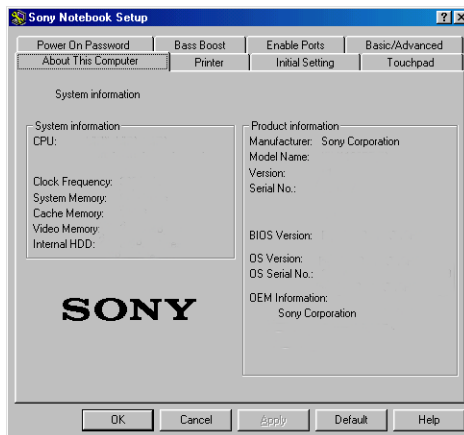 Sony Notebook Setup
Power On Password Bass Boost Enable Ports Basic/Advanced
About This Computer Printer Initial Setting Touchpad
System information
System information
CPU:
Clock Frequency:
System Memory:
Cache Memory:
Video Memory:
Internal HDD:
SONY
Product information
Manufacturer: Sony Corporation
Model Name:
Version:
Serial No.:
BIOS Version:
OS Version:
OS Serial No.:
OEM Information:
Sony Corporation
OK Cancel Apply Default Help